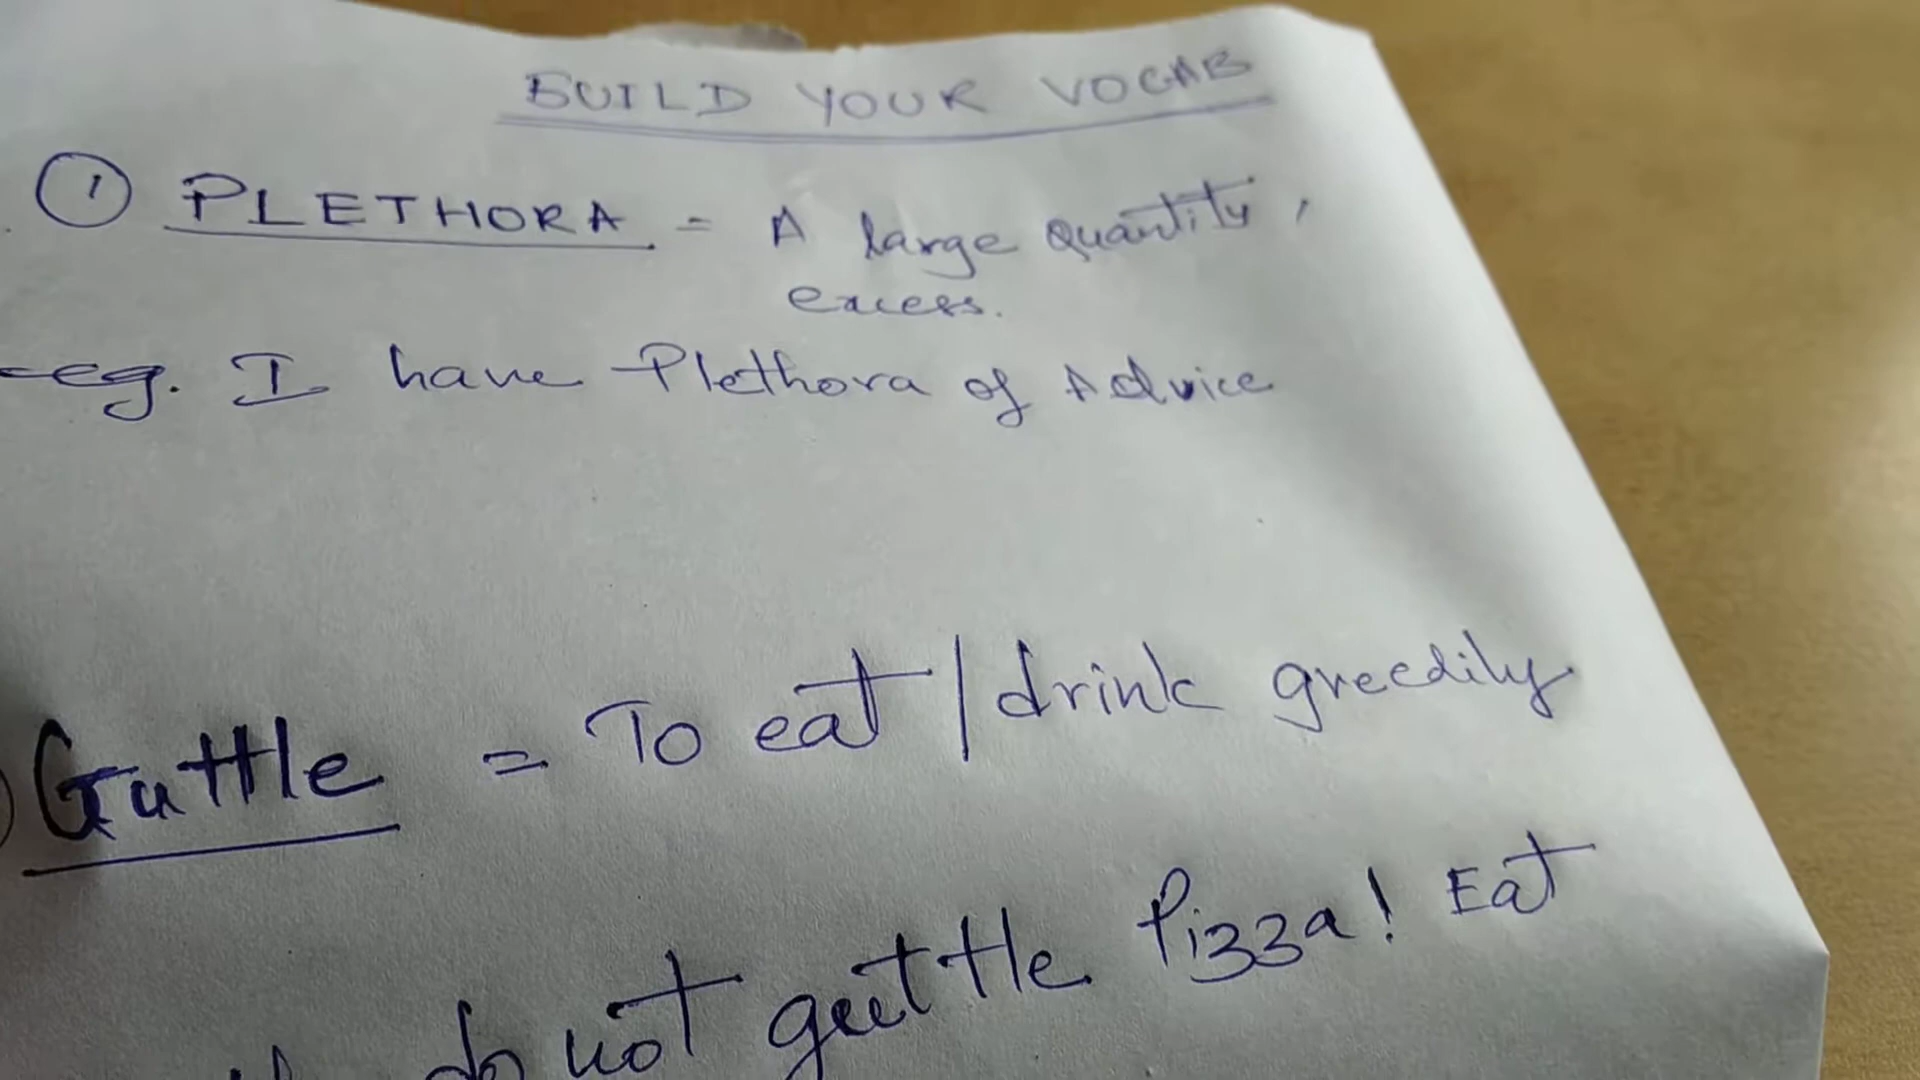 BUILD YOUR VOCAB
① PLETHORA = A large quantity,
excess.
eg. I have Plethora of Advice
Guttle = To eat/drink greedily
do not guttle Pizza! Eat